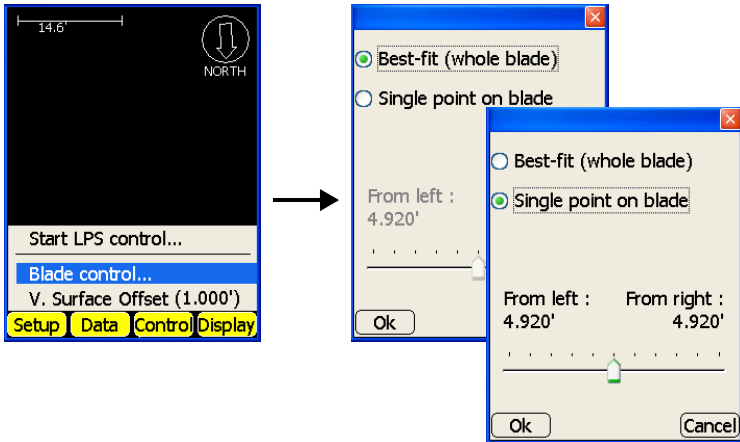 14.6'
NORTH
Start LPS control...
Blade control...
V. Surface Offset (1.000')
Setup Data Control Display
Best-fit (whole blade)
Single point on blade
From left :
4.920'
Ok
Best-fit (whole blade)
Single point on blade
From left : From right :
4.920' 4.920'
Ok Cancel